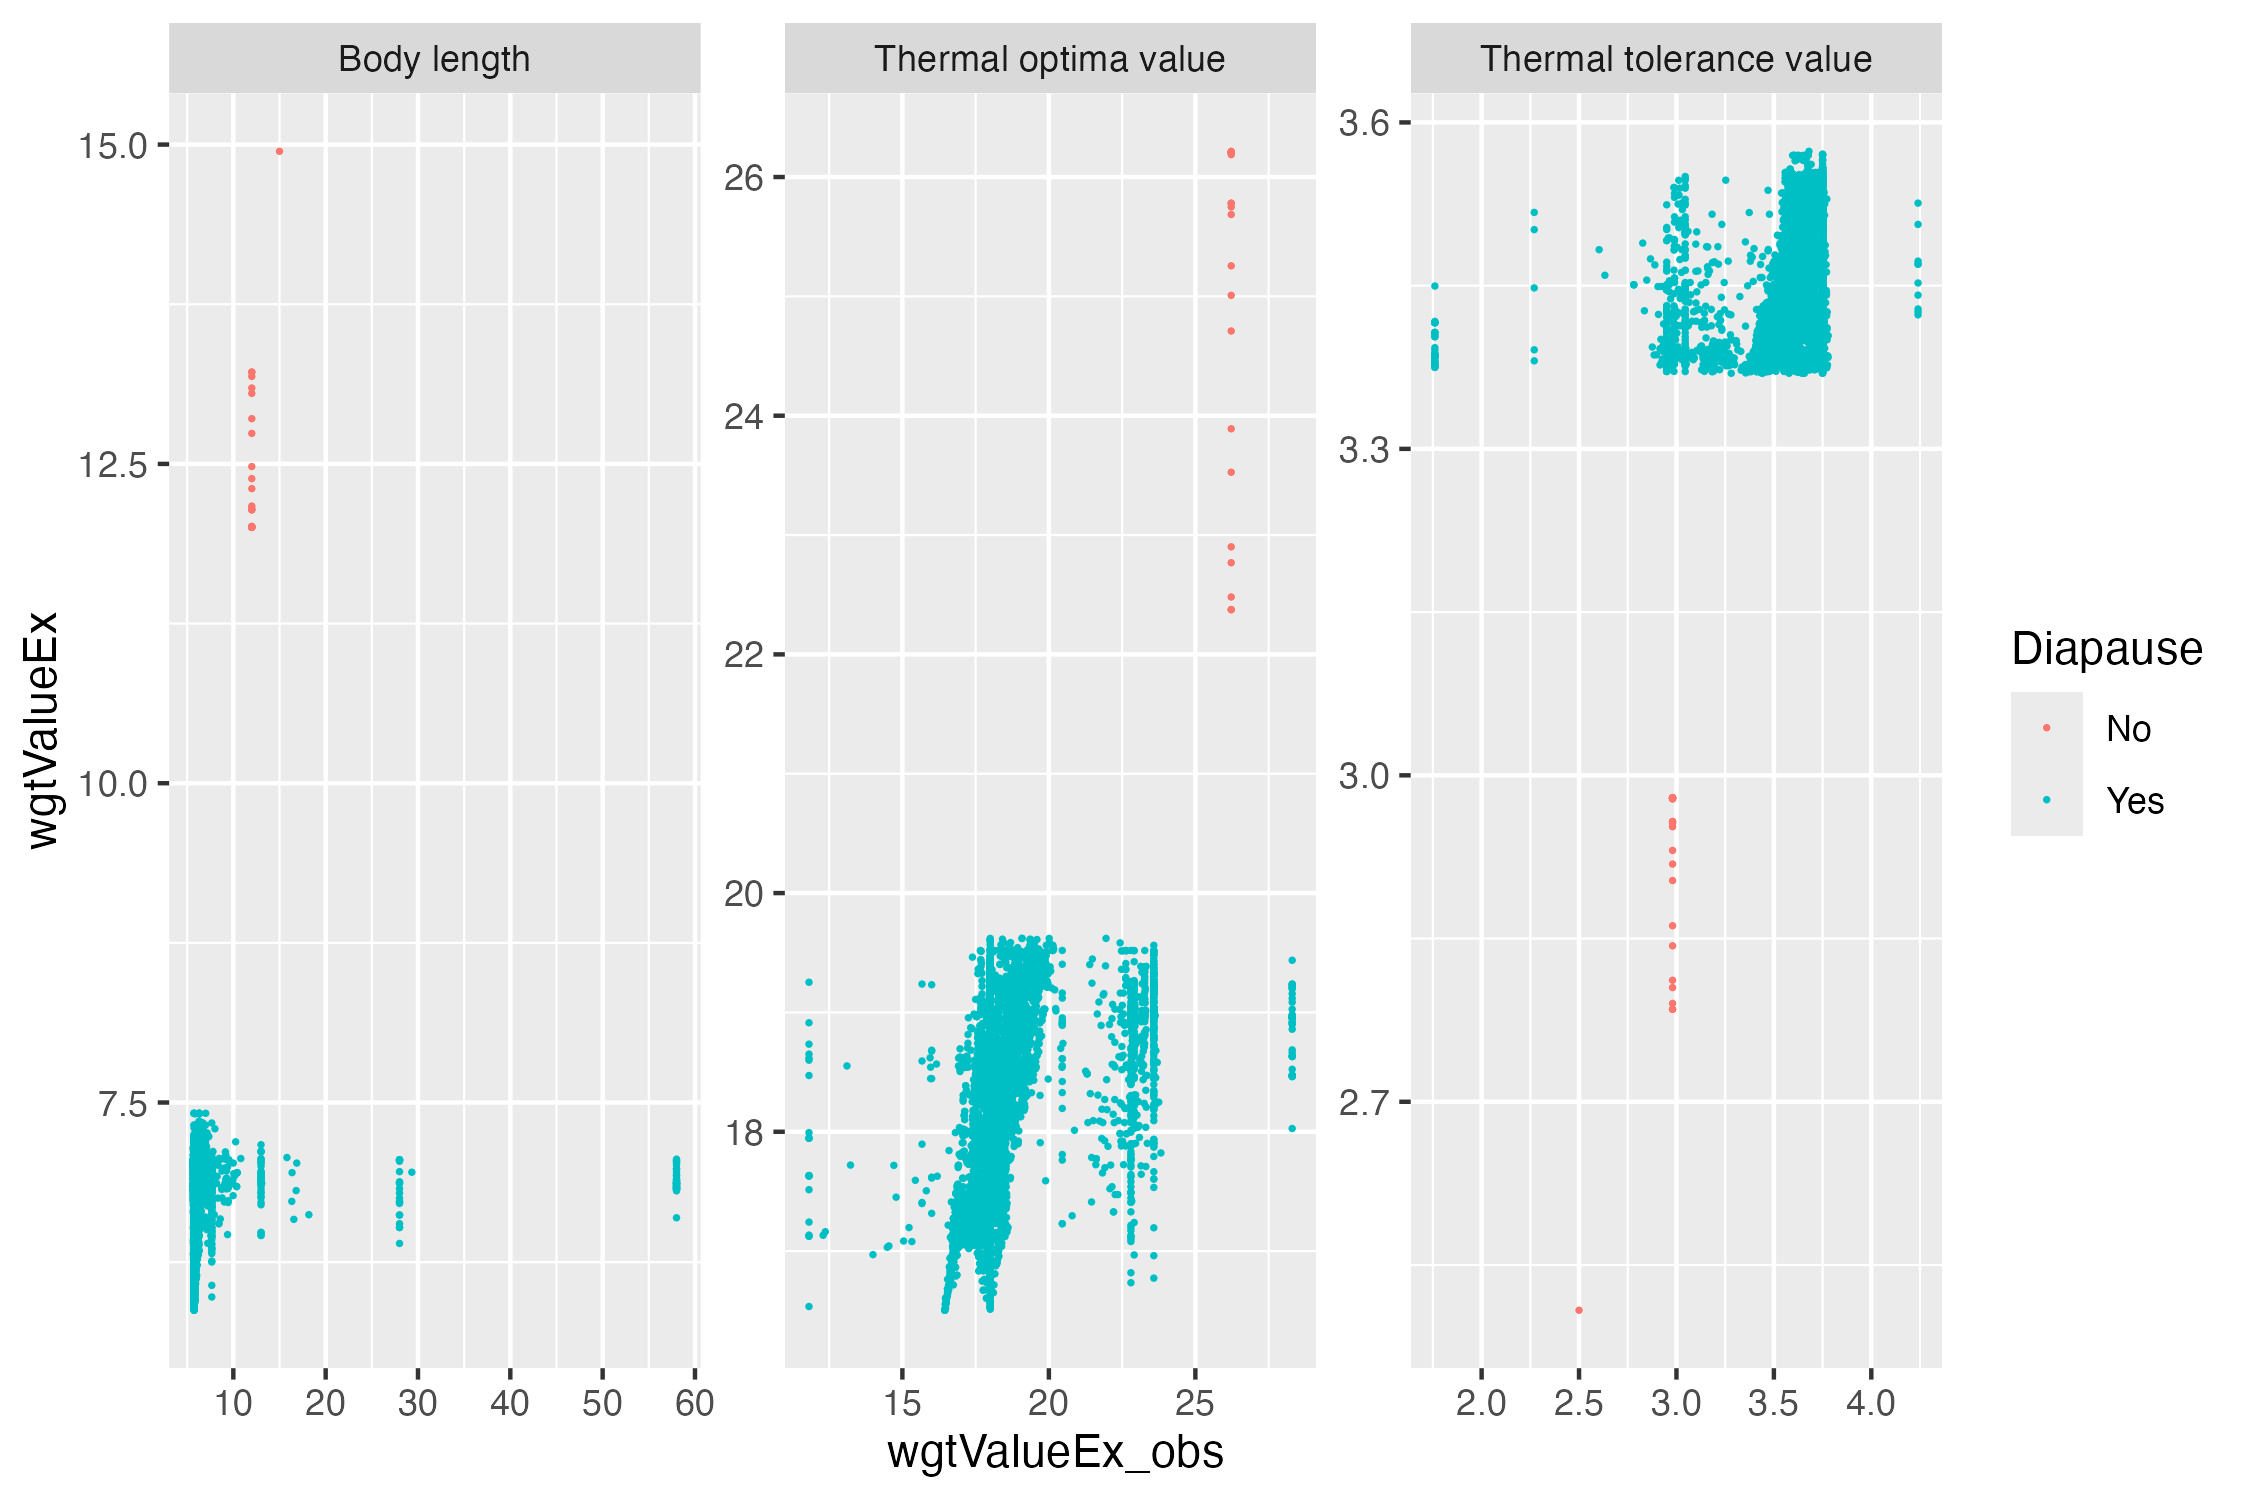 Body length
Thermal optima value
Thermal tolerance value
wgtValueEx
15.0
12.5
10.0
7.5
10 20 30 40 50 60
26
24
22
20
18
15 20 25
3.6
3.3
3.0
2.7
2.0 2.5 3.0 3.5 4.0
wgtValueEx_obs
Diapause
No
Yes